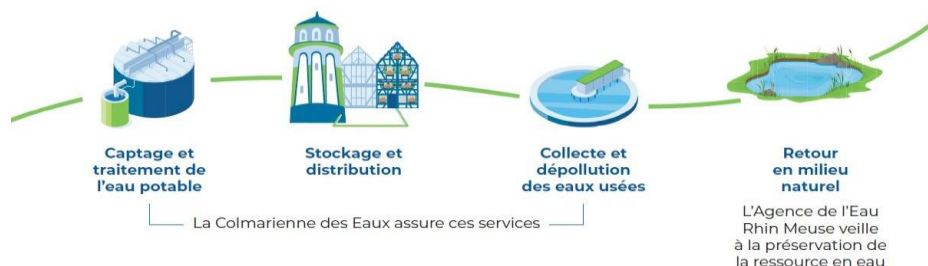 Captage et
traitement de
l'eau potable
Stockage et
distribution
Collecte et
dépollution
des eaux usées
Retour
en milieu
naturel
La Colmarienne des Eaux assure ces services
L'Agence de l'Eau
Rhin Meuse veille
à la préservation de
la ressource en eau